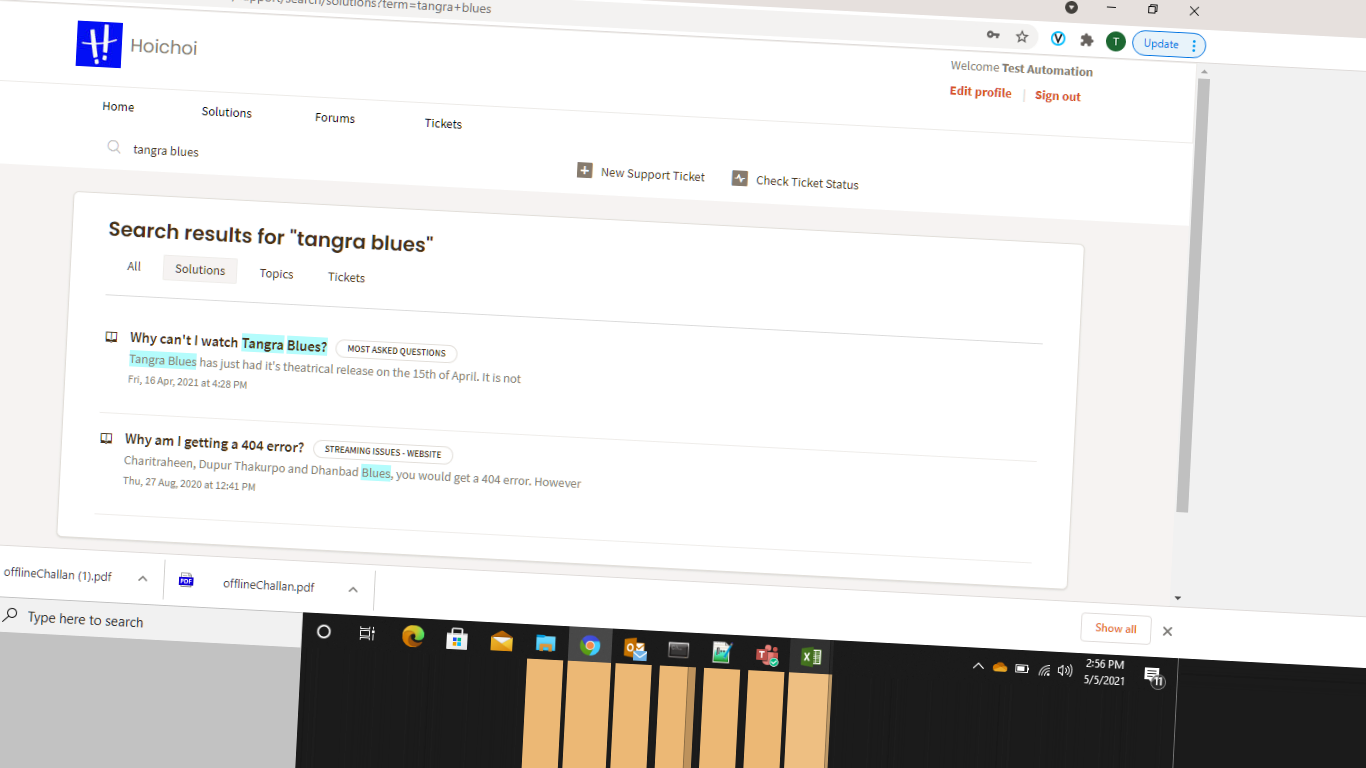 upport/search/solutions?term=tangra+blues
Update
T
Hoichoi
Welcome Test Automation
Edit profile | Sign out
Home Solutions Forums Tickets
tangra blues
New Support Ticket Check Ticket Status
Search results for "tangra blues"
All Solutions Topics Tickets
Why can't I watch Tangra Blues? MOST ASKED QUESTIONS
Tangra Blues has just had it's theatrical release on the 15th of April. It is not
Fri, 16 Apr, 2021 at 4:28 PM
Why am I getting a 404 error? STREAMING ISSUES - WEBSITE
Charitraheen, Dupur Thakurpo and Dhanbad Blues, you would get a 404 error. However
Thu, 27 Aug, 2020 at 12:41 PM
offlineChallan (1).pdf PDF offlineChallan.pdf
Show all
Type here to search
2:56 PM
5/5/2021
11